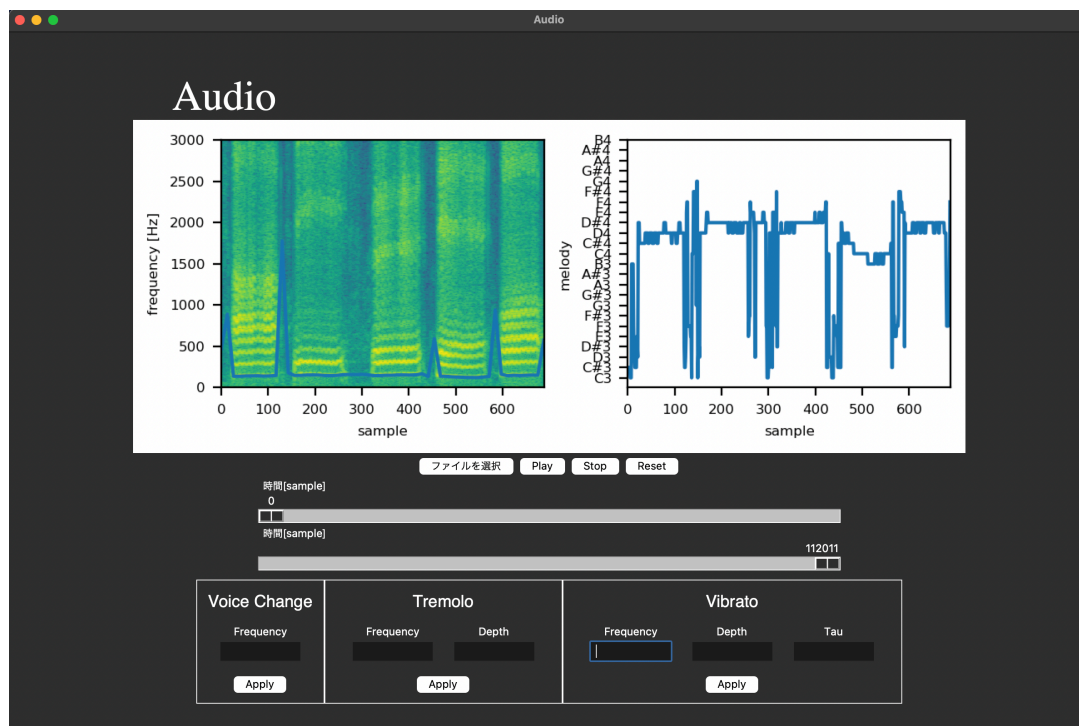 Audio
Audio
3000
2500
2000
1500
1000
500
0
frequency [Hz]
0 100 200 300 400 500 600
sample
B4
A#4
A4
G#4
G4
F#4
F4
E4
D#4
D4
C#4
C4
B3
A#3
A3
G#3
G3
F#3
F3
E3
D#3
D3
C#3
C3
melody
0 100 200 300 400 500 600
sample
ファイルを選択 Play Stop Reset
時間[sample]
0
時間[sample]
112011
Voice Change Tremolo Vibrato
Frequency Frequency Depth Frequency Depth Tau
Apply Apply Apply